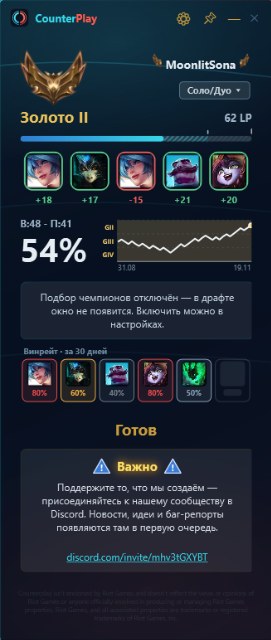 CounterPlay
MoonlitSona
Соло/Дуо
Золото II
62 LP
+18 +17 -15 +21 +20
В:48 - П:41
54%
GII
GIII
GIV
31.08 19.11
Подбор чемпионов отключён — в драфте
окно не появится. Включить можно в
настройках.
Винрейт - за 30 дней
80% 60% 40% 80% 50%
Готов
Важно
Поддержите то, что мы создаём —
присоединяйтесь к нашему сообществу в
Discord. Новости, идеи и баг-репорты
появляются там в первую очередь.
discord.com/invite/mhv3tGXYBT